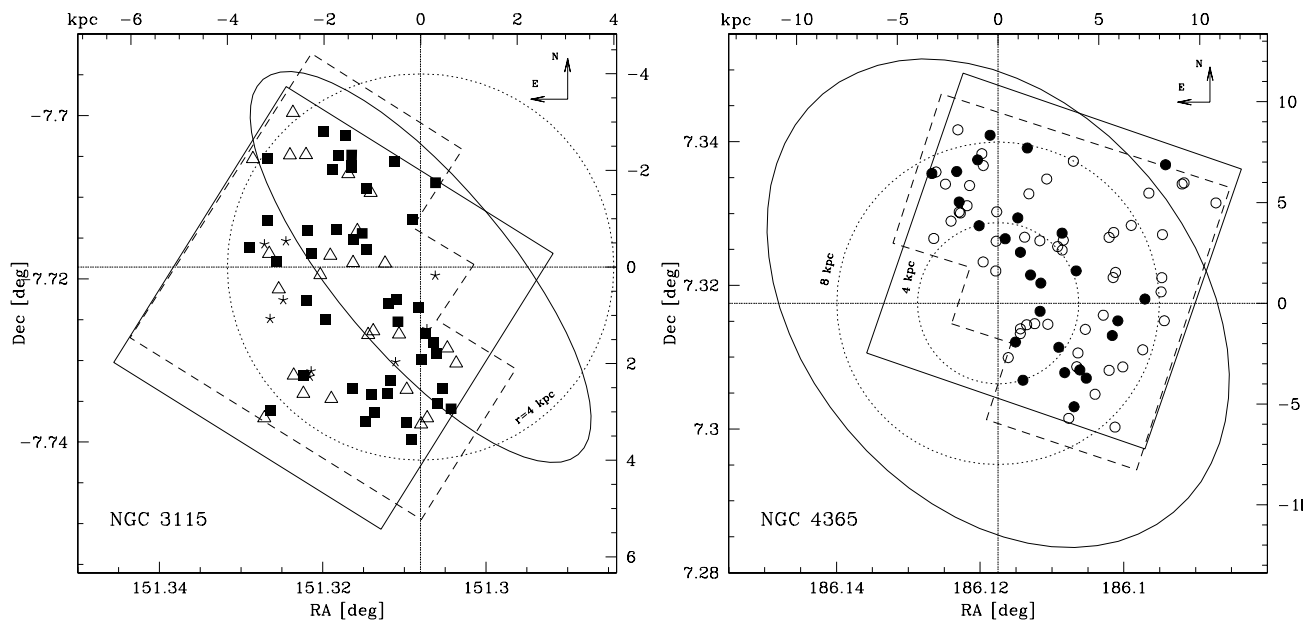 kpc −6 −4 −2 0 2 4
−7.7
−7.72
−7.74
Dec [deg]
−4
−2
0
2
4
6
N
E
r=4 kpc
NGC 3115
151.34 151.32 151.3
RA [deg]
kpc −10 −5 0 5 10
7.34
7.32
7.3
7.28
Dec [deg]
10
5
0
−5
N
E
8 kpc
4 kpc
NGC 4365
186.14 186.12 186.1
RA [deg]